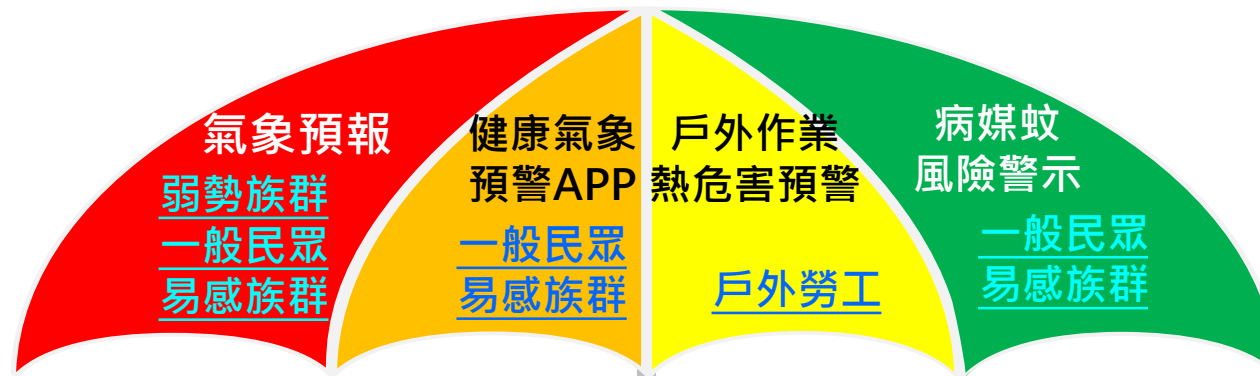 氣象預報
弱勢族群
一般民眾
易感族群
健康氣象
預警APP
一般民眾
易感族群
戶外作業
熱危害預警
戶外勞工
病媒蚊
風險警示
一般民眾
易感族群